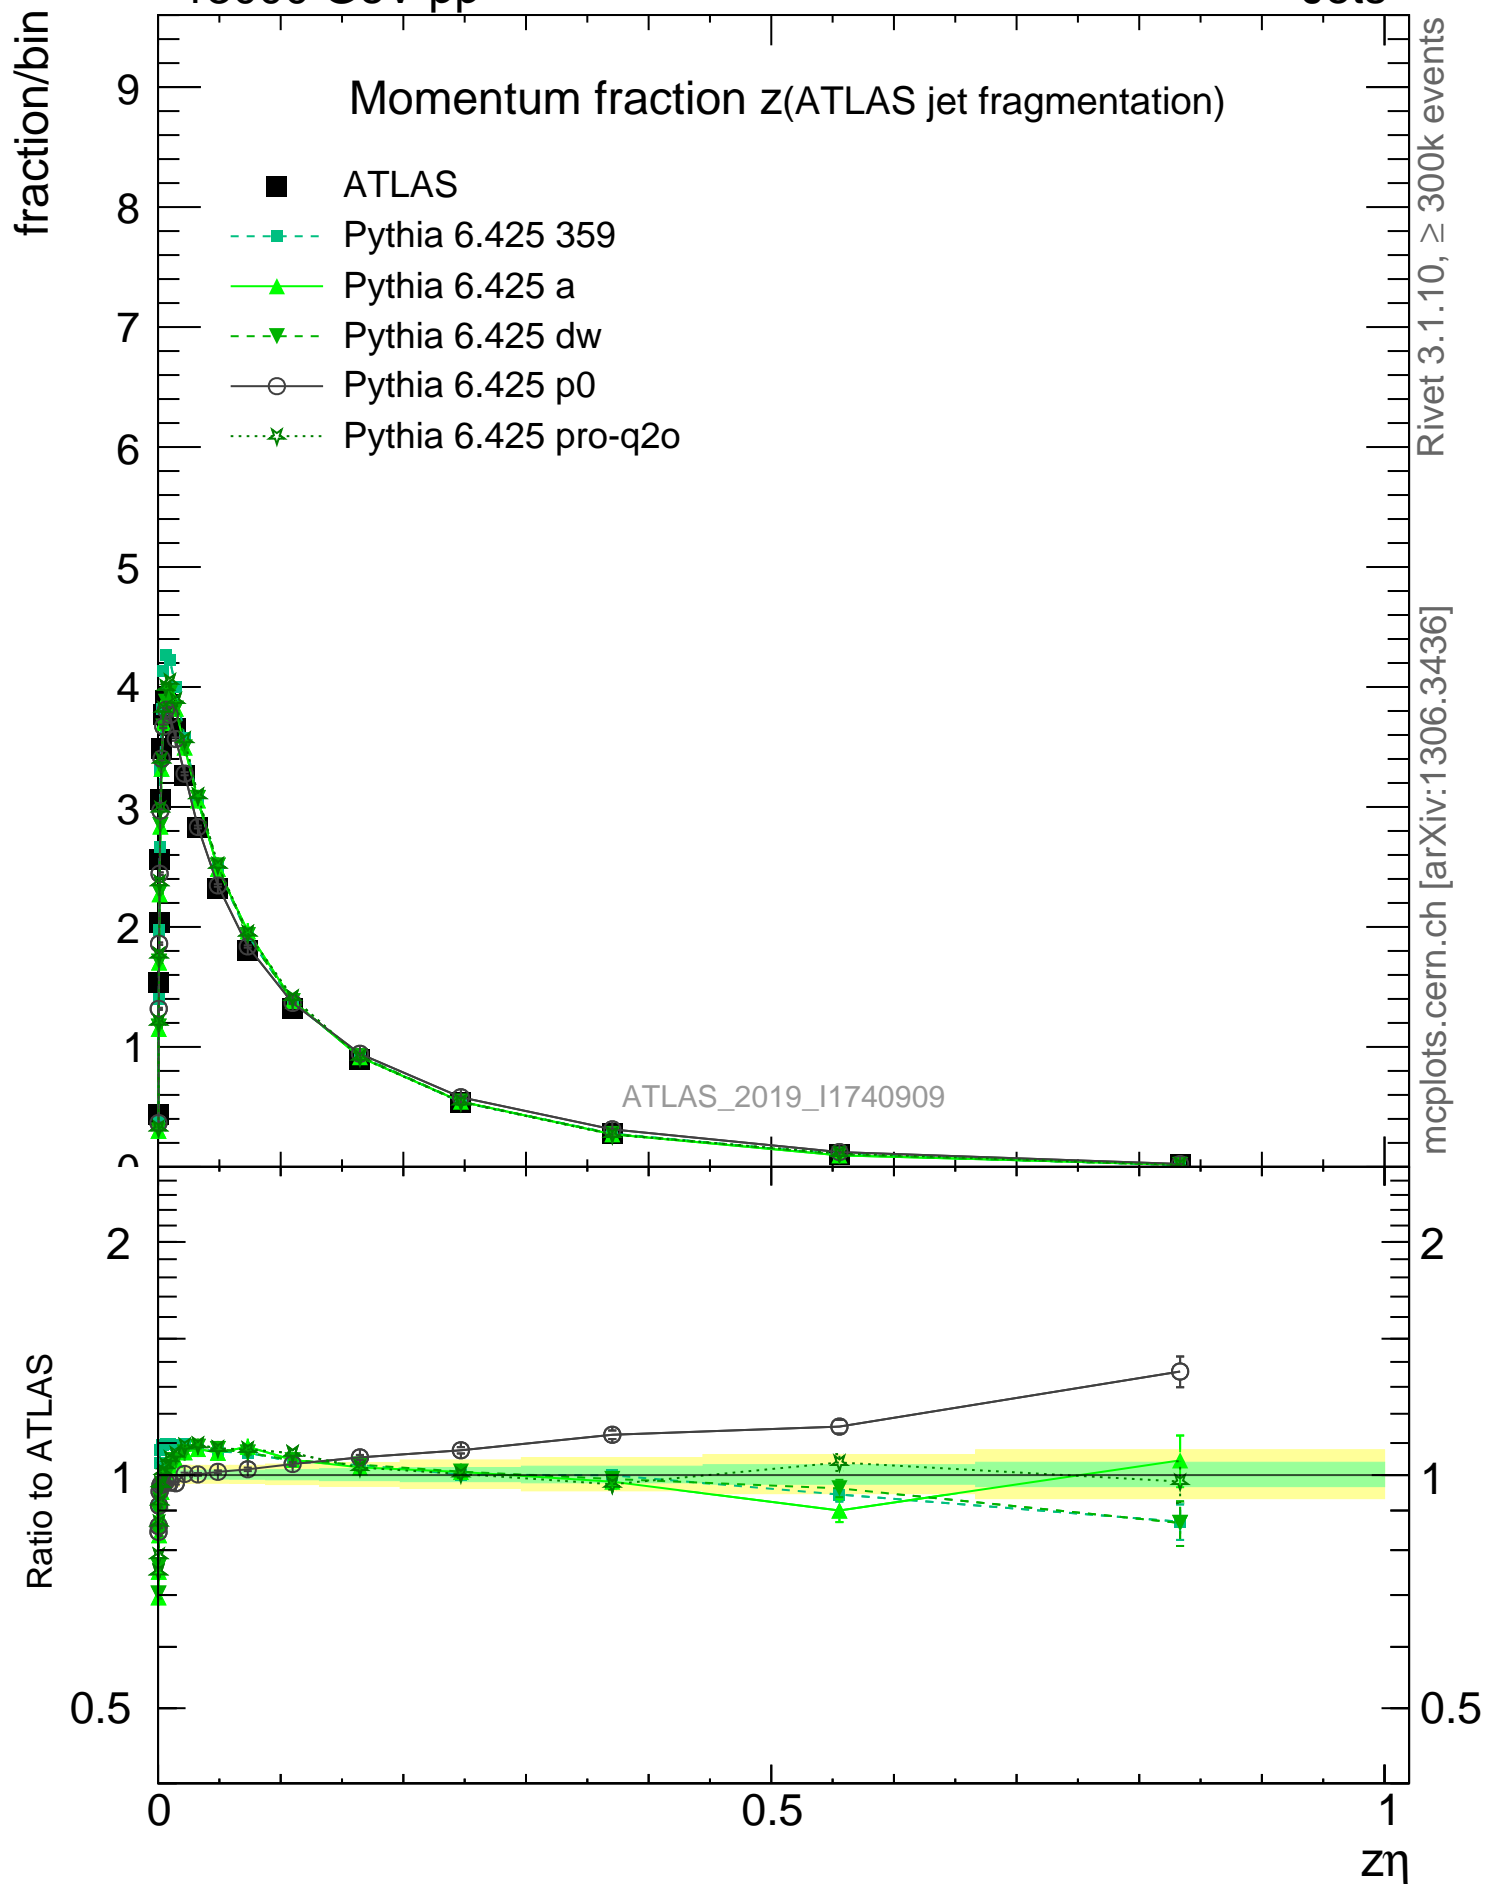 fraction/bin
Momentum fraction z(ATLAS jet fragmentation)
ATLAS
Pythia 6.425 359
Pythia 6.425 a
Pythia 6.425 dw
Pythia 6.425 p0
Pythia 6.425 pro-q2o
9
8
7
6
5
4
3
2
1
0
ATLAS_2019_I1740909
Rivet 3.1.10, ≥ 300k events
mcplots.cern.ch [arXiv:1306.3436]
Ratio to ATLAS
2
1
0.5
2
1
0.5
0
0.5
1
zη